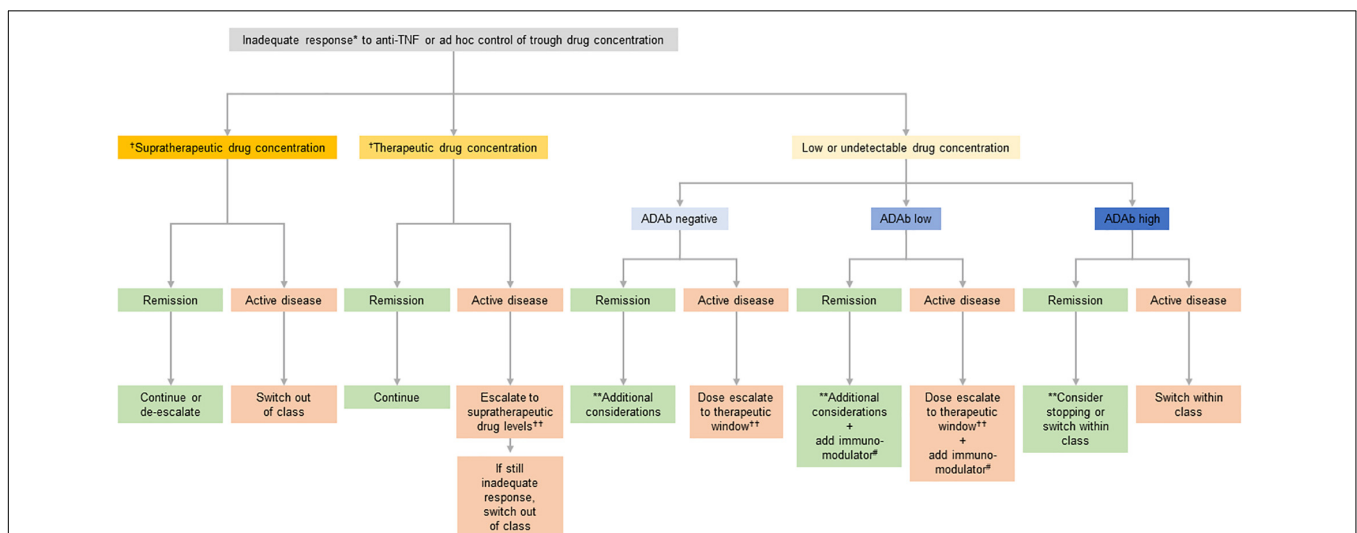 Inadequate response* to anti-TNF or ad hoc control of trough drug concentration
†Supratherapeutic drug concentration
†Therapeutic drug concentration
Low or undetectable drug concentration
ADAb negative
ADAb low
ADAb high
Remission
Active disease
Remission
Active disease
Remission
Active disease
Remission
Active disease
Remission
Active disease
Continue or
de-escalate
Switch out
of class
Continue
Escalate to
supratherapeutic
drug levels††
**Additional
considerations
Dose escalate
to therapeutic
window††
**Additional
considerations
+
add immuno-
modulator#
Dose escalate
to therapeutic
window††
+
add immuno-
modulator#
**Consider
stopping or
switch within
class
Switch within
class
If still
inadequate
response,
switch out
of class